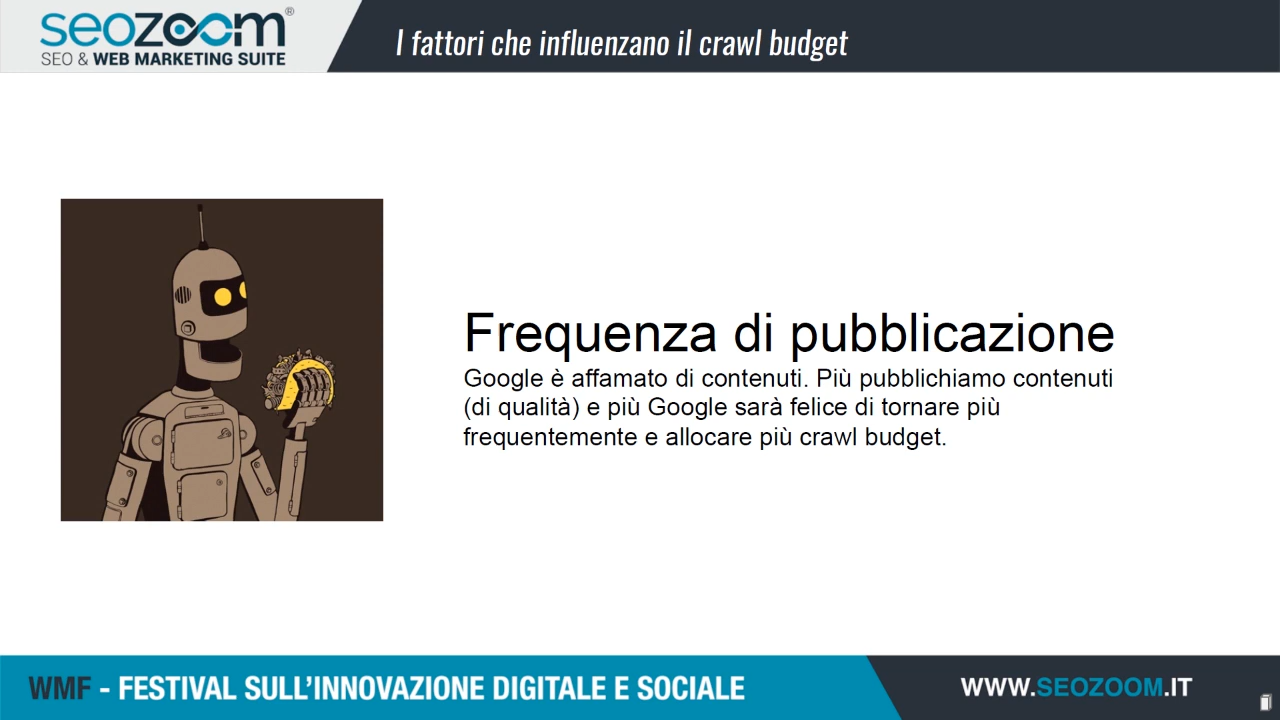 seozoom®
SEO & WEB MARKETING SUITE
I fattori che influenzano il crawl budget
Frequenza di pubblicazione
Google è affamato di contenuti. Più pubblichiamo contenuti
(di qualità) e più Google sarà felice di tornare più
frequentemente e allocare più crawl budget.
WMF - FESTIVAL SULL'INNOVAZIONE DIGITALE E SOCIALE
WWW.SEOZOOM.IT